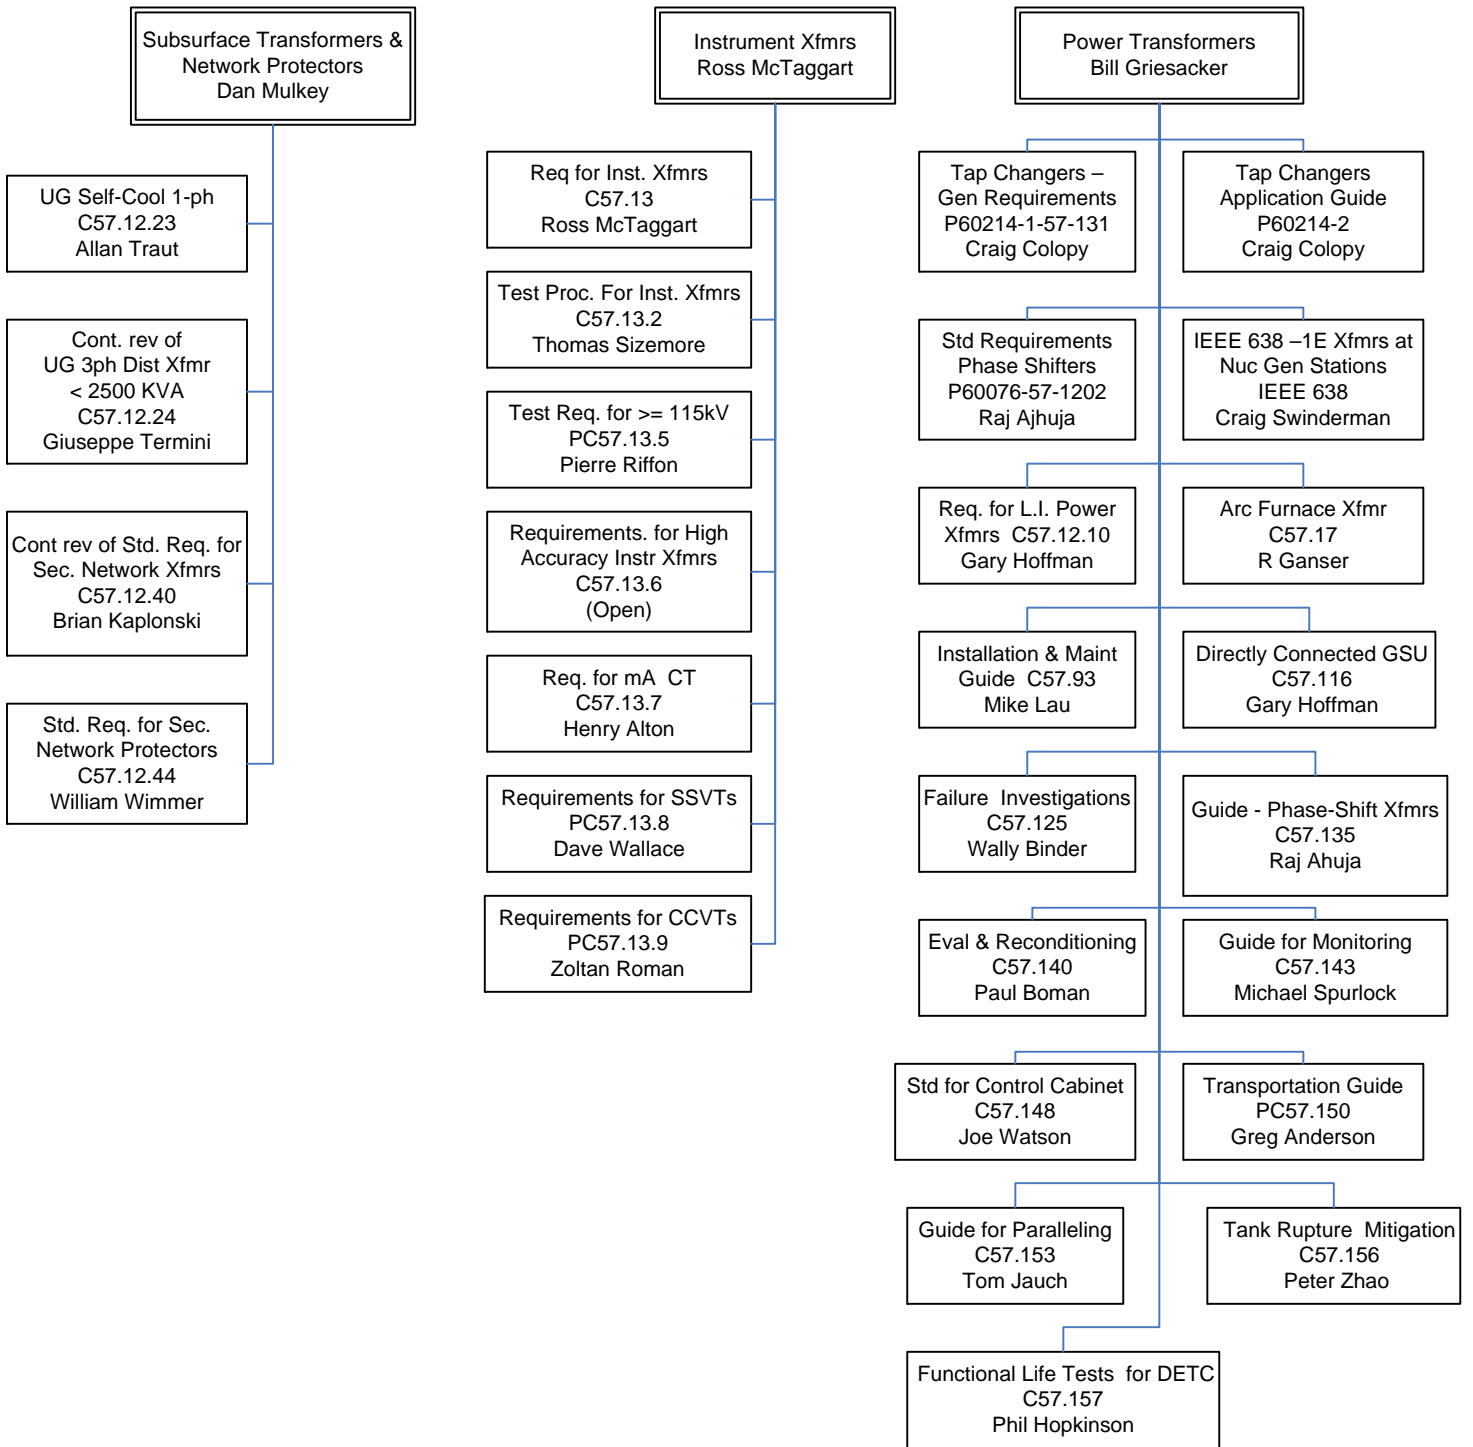 Subsurface Transformers &
Network Protectors
Dan Mulkey
UG Self-Cool 1-ph
C57.12.23
Allan Traut
Cont. rev of
UG 3ph Dist Xfmr
< 2500 KVA
C57.12.24
Giuseppe Termini
Cont rev of Std. Req. for
Sec. Network Xfmrs
C57.12.40
Brian Kaplonski
Std. Req. for Sec.
Network Protectors
C57.12.44
William Wimmer
Instrument Xfmrs
Ross McTaggart
Req for Inst. Xfmrs
C57.13
Ross McTaggart
Test Proc. For Inst. Xfmrs
C57.13.2
Thomas Sizemore
Test Req. for >= 115kV
PC57.13.5
Pierre Riffon
Requirements. for High
Accuracy Instr Xfmrs
C57.13.6
(Open)
Req. for mA CT
C57.13.7
Henry Alton
Requirements for SSVTs
PC57.13.8
Dave Wallace
Requirements for CCVTs
PC57.13.9
Zoltan Roman
Power Transformers
Bill Griesacker
Tap Changers –
Gen Requirements
P60214-1-57-131
Craig Colopy
Tap Changers
Application Guide
P60214-2
Craig Colopy
Std Requirements
Phase Shifters
P60076-57-1202
Raj Ajhuja
IEEE 638 –1E Xfmrs at
Nuc Gen Stations
IEEE 638
Craig Swinderman
Req. for L.I. Power
Xfmrs C57.12.10
Gary Hoffman
Arc Furnace Xfmr
C57.17
R Ganser
Installation & Maint
Guide C57.93
Mike Lau
Directly Connected GSU
C57.116
Gary Hoffman
Failure Investigations
C57.125
Wally Binder
Guide - Phase-Shift Xfmrs
C57.135
Raj Ahuja
Eval & Reconditioning
C57.140
Paul Boman
Guide for Monitoring
C57.143
Michael Spurlock
Std for Control Cabinet
C57.148
Joe Watson
Transportation Guide
PC57.150
Greg Anderson
Guide for Paralleling
C57.153
Tom Jauch
Tank Rupture Mitigation
C57.156
Peter Zhao
Functional Life Tests for DETC
C57.157
Phil Hopkinson